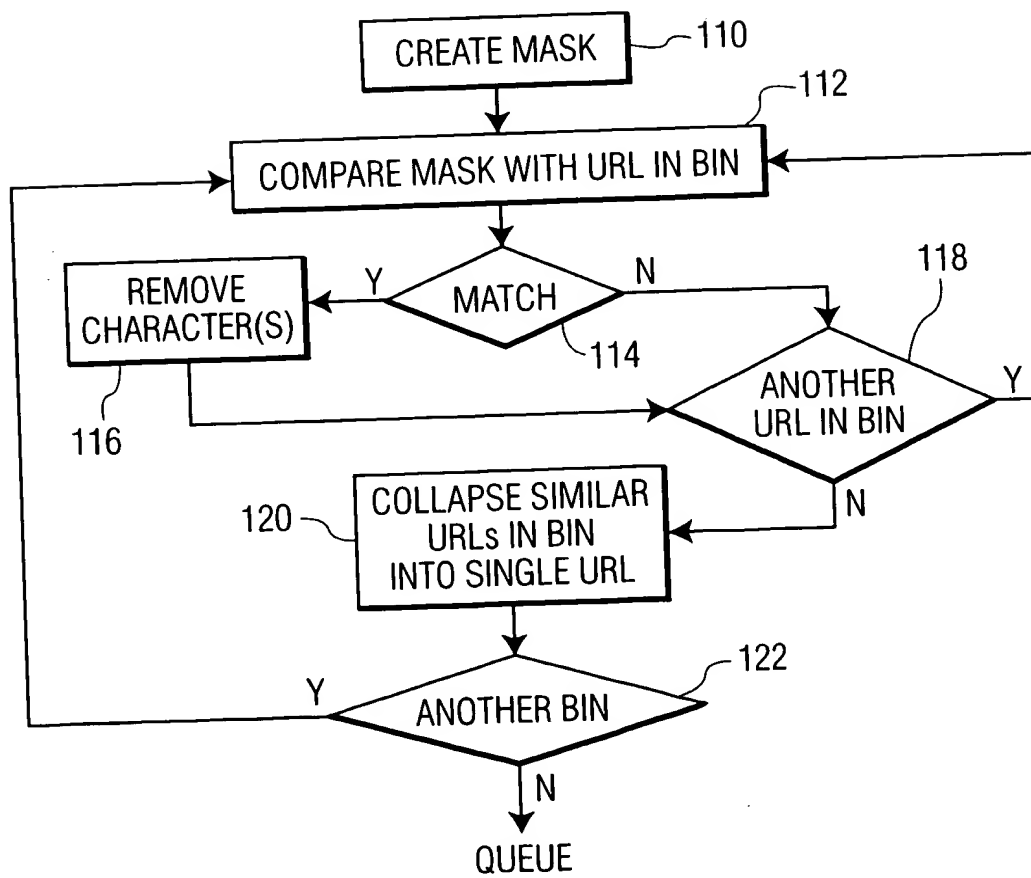 CREATE MASK
110
112
COMPARE MASK WITH URL IN BIN
Y
N
118
REMOVE
CHARACTER(S)
MATCH
114
116
ANOTHER
URL IN BIN
Y
N
120
COLLAPSE SIMILAR
URLs IN BIN
INTO SINGLE URL
122
Y
ANOTHER BIN
N
QUEUE